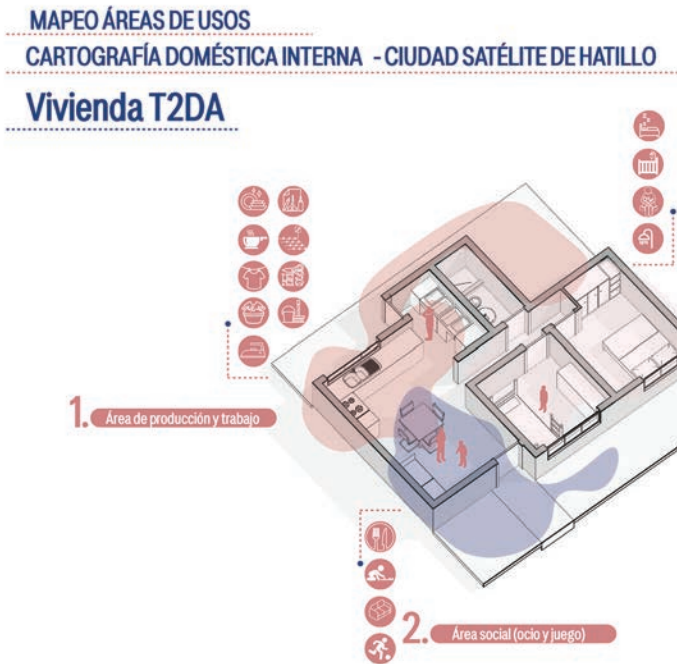 MAPEO ÁREAS DE USOS
CARTOGRAFÍA DOMÉSTICA INTERNA - CIUDAD SATÉLITE DE HATILLO
Vivienda T2DA
1. Área de producción y trabajo
2. Área social (ocio y juego)